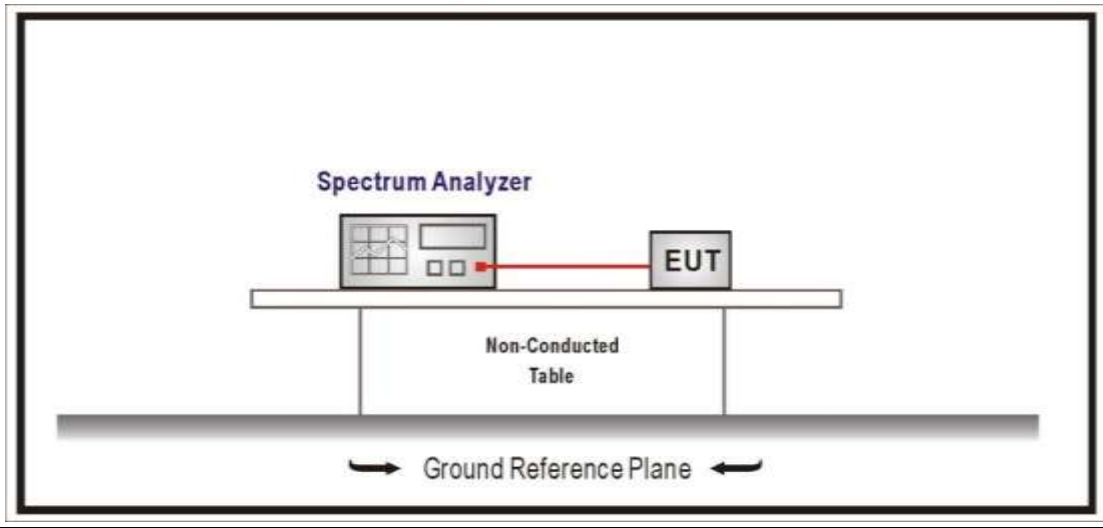 Spectrum Analyzer
EUT
Non-Conducted
Table
Ground Reference Plane